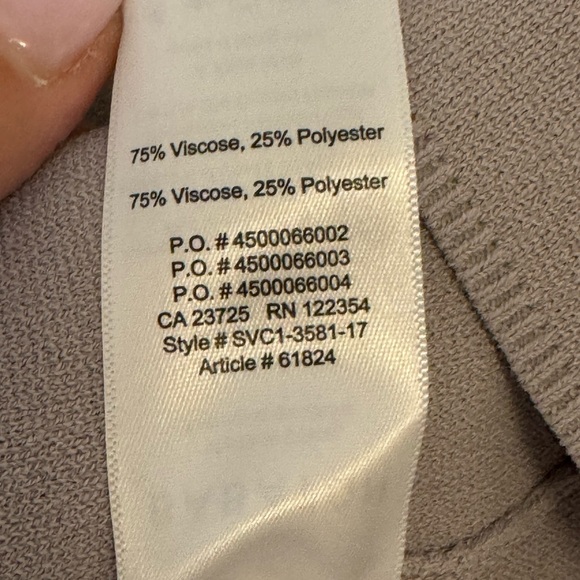 75% Viscose, 25% Polyester
75% Viscose, 25% Polyester
P.O. # 4500066002
P.O. # 4500066003
P.O. # 4500066004
CA 23725 RN 122354
Style # SVC1-3581-17
Article # 61824